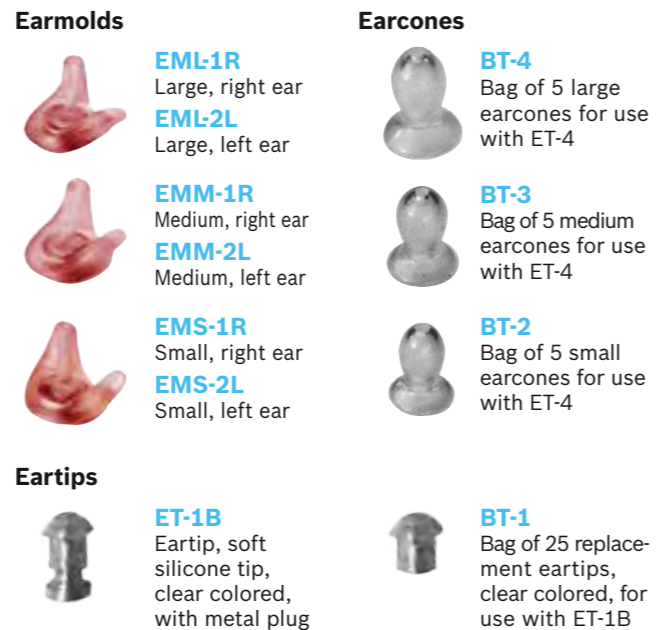 Earmolds
EML-1R
Large, right ear
EML-2L
Large, left ear
EMM-1R
Medium, right ear
EMM-2L
Medium, left ear
EMS-1R
Small, right ear
EMS-2L
Small, left ear
Earcones
BT-4
Bag of 5 large
earcones for use
with ET-4
BT-3
Bag of 5 medium
earcones for use
with ET-4
BT-2
Bag of 5 small
earcones for use
with ET-4
Eartips
ET-1B
Eartip, soft
silicone tip,
clear colored,
with metal plug
BT-1
Bag of 25 replace-
ment eartips,
clear colored, for
use with ET-1B